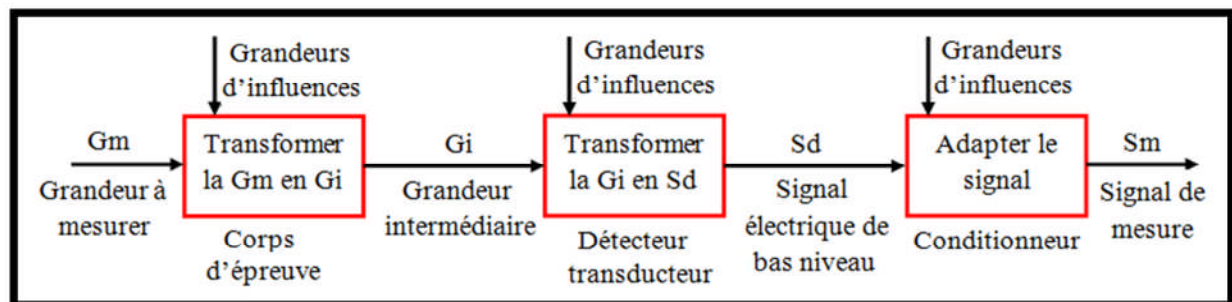 Grandeurs
d’influences
Grandeurs
d’influences
Grandeurs
d’influences
Gm
Grandeur à
mesurer
Transformer
la Gm en Gi
Corps
d’épreuve
Gi
Grandeur
intermédiaire
Transformer
la Gi en Sd
Détecteur
transducteur
Sd
Signal
électrique de
bas niveau
Adapter le
signal
Conditionneur
Sm
Signal de
mesure